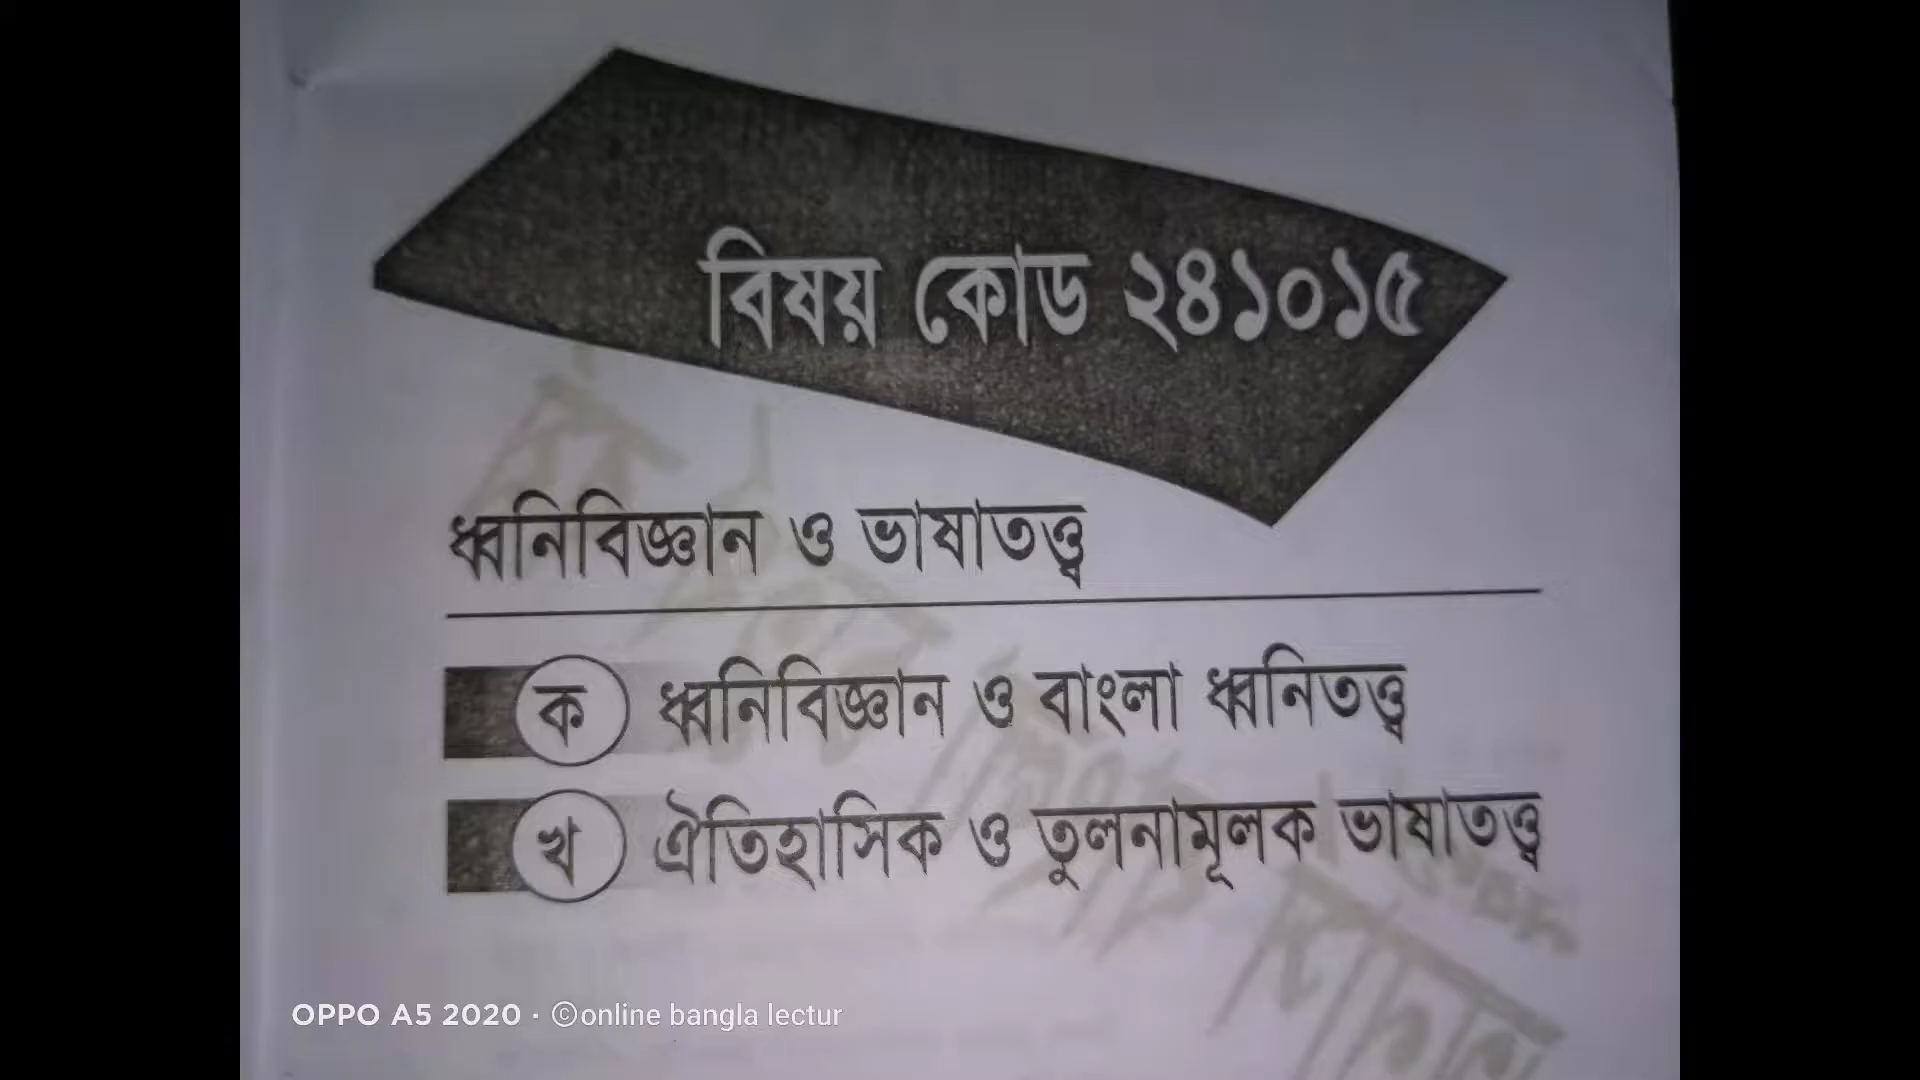 বিষয় কোড ২৪১০১৫
ধ্বনিবিজ্ঞান ও ভাষাতত্ত্ব
ক ধ্বনিবিজ্ঞান ও বাংলা ধ্বনিতত্ত্ব
খ ঐতিহাসিক ও তুলনামূলক ভাষাতত্ত্ব
OPPO A5 2020 · ©online bangla lectur